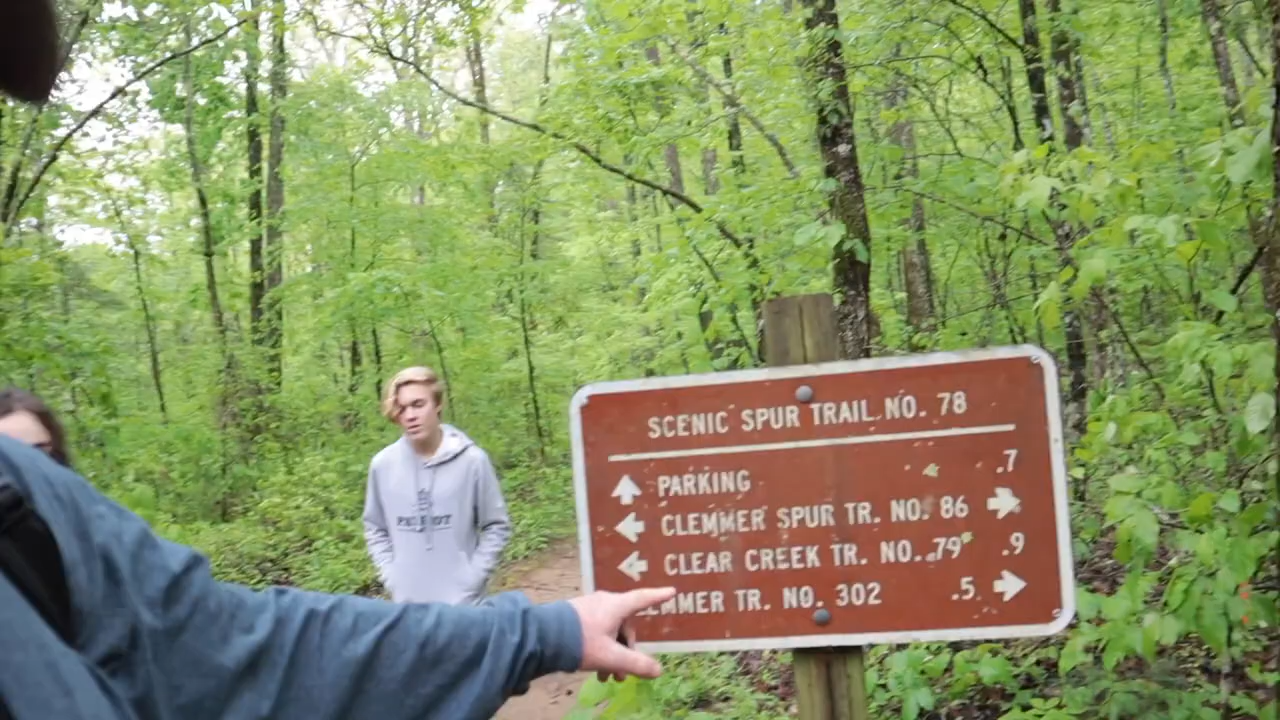 SCENIC SPUR TRAIL NO. 78
PARKING .7
CLEMMER SPUR TR. NO. 86
CLEAR CREEK TR. NO. 79 .9
TR. NO. 302 .5